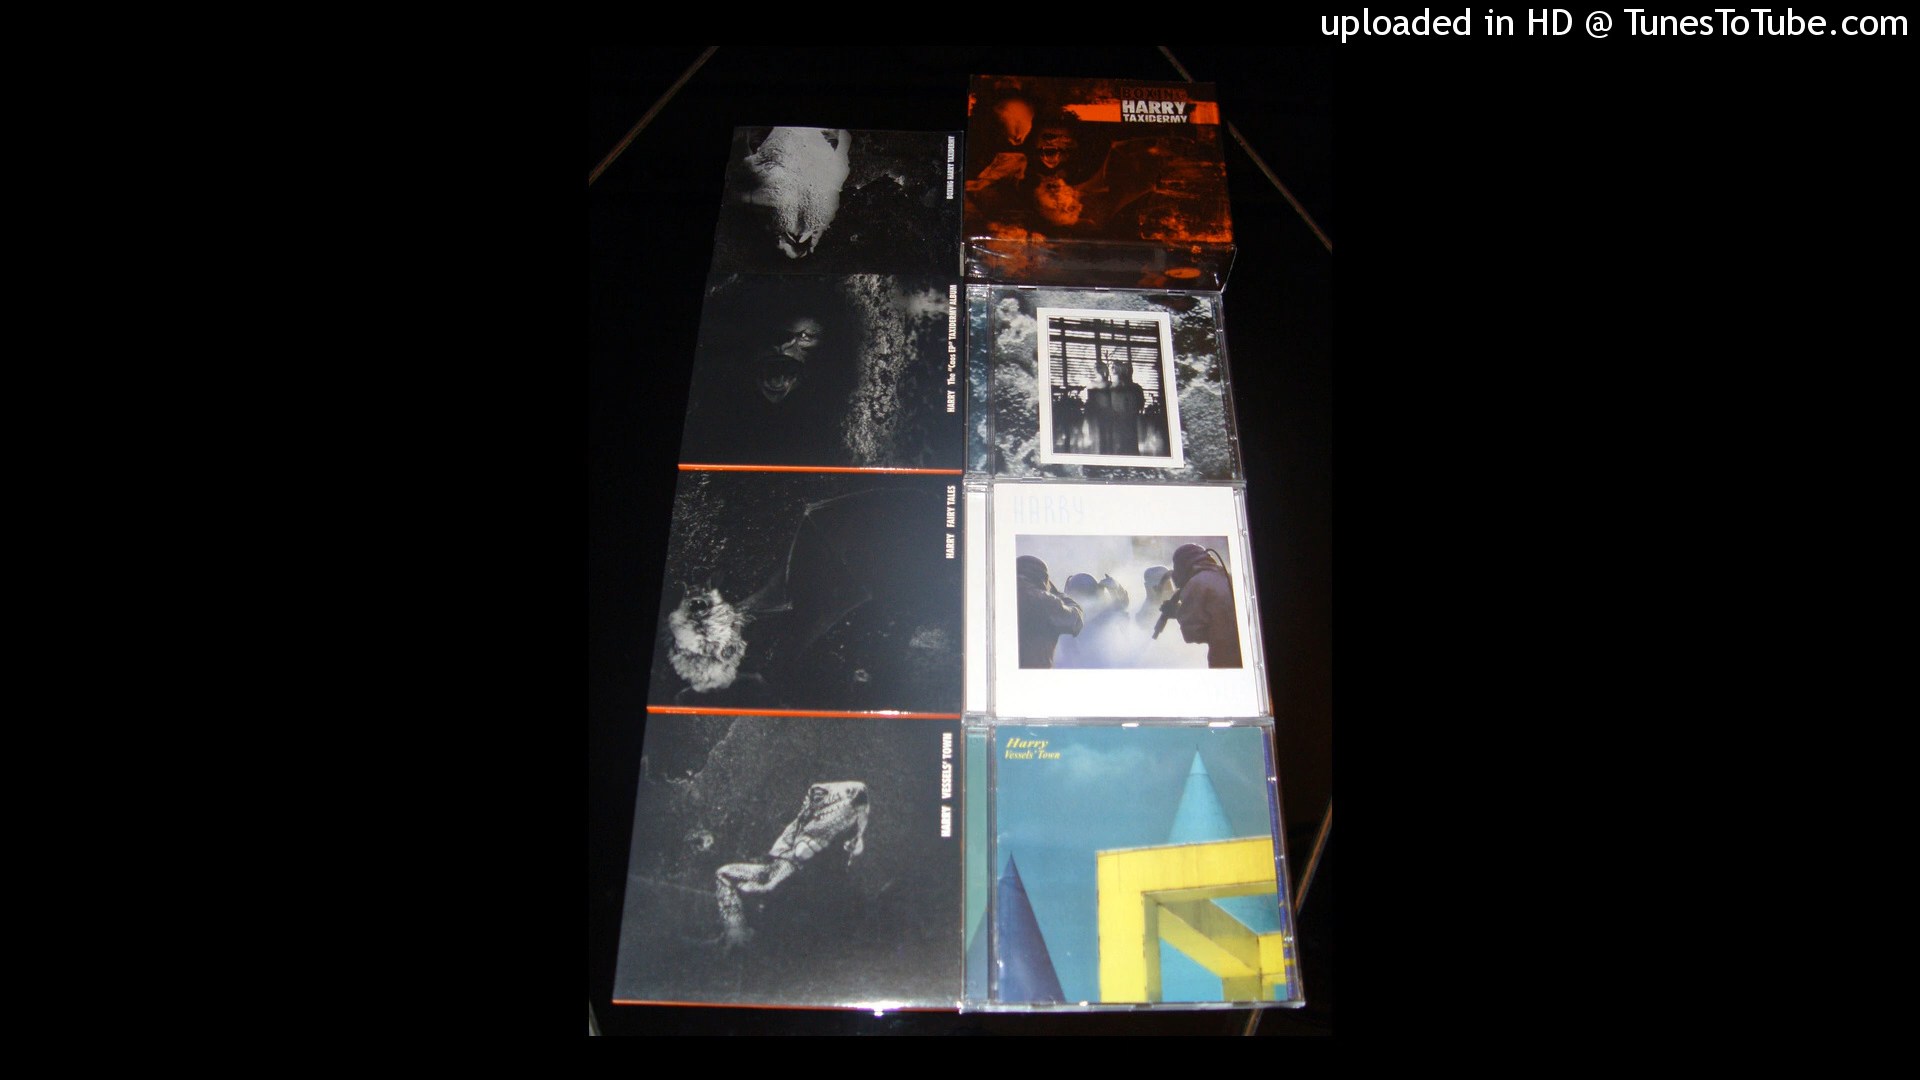 uploaded in HD @ TunesToTube.com
BOXING
HARRY
TAXIDERMY
BOXING HARRY TAXIDERMY
HARRY The "Caos EP" TAXIDERMY ALBUM
HARRY FAIRY TALES
HARRY
HARRY VESSELS' TOWN
Harry
Vessels' Town